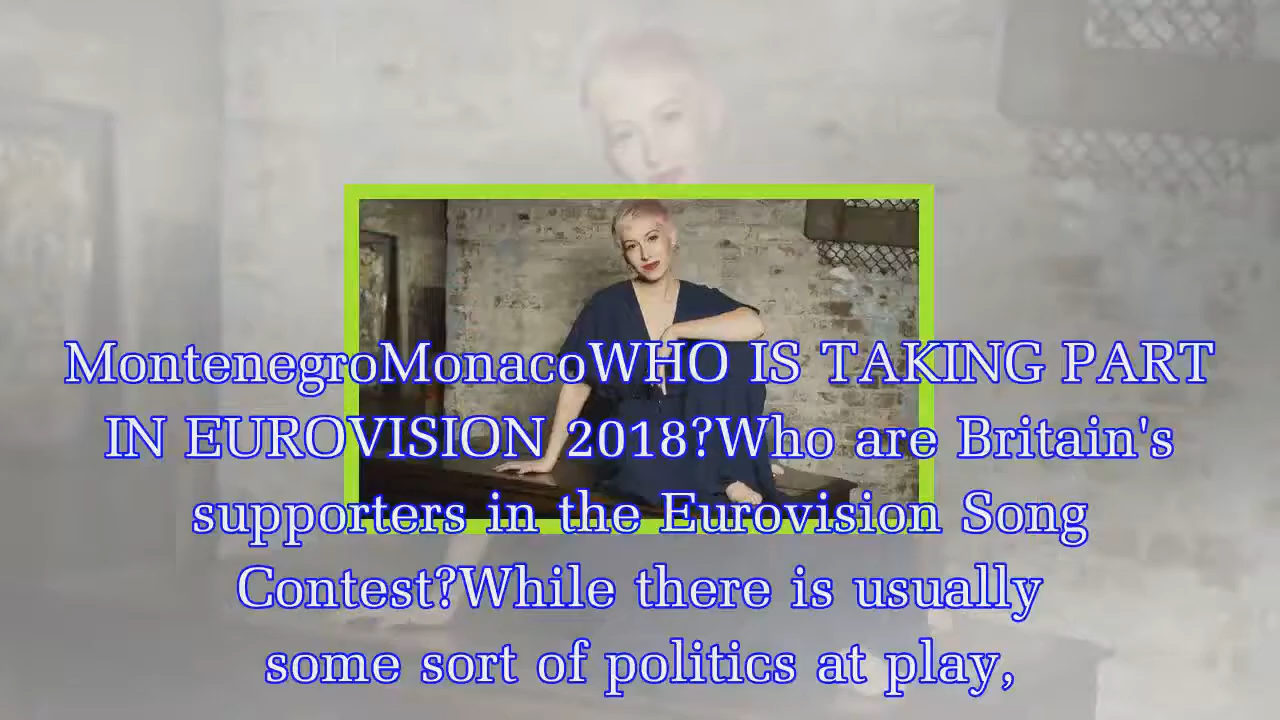 MontenegroMonacoWHO IS TAKING PART
IN EUROVISION 2018?Who are Britain's
supporters in the Eurovision Song
Contest?While there is usually
some sort of politics at play,